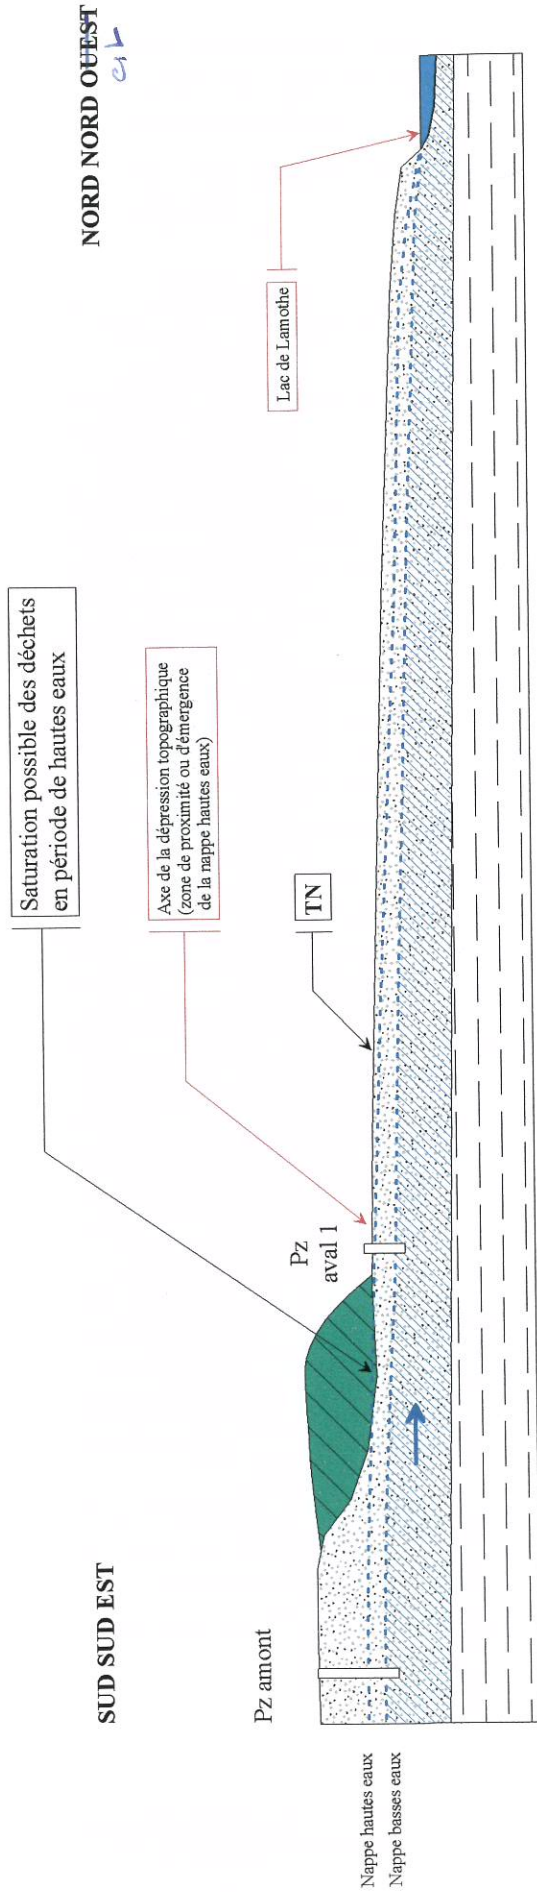 Saturation possible des déchets
en période de hautes eaux
SUD SUD EST
NORD NORD OUEST
est
Axe de la dépression topographique
(zone de proximité ou d'émergence
de la nappe hautes eaux)
Lac de Lamothe
Pz amont
Pz
aval 1
TN
Nappe hautes eaux
Nappe basses eaux